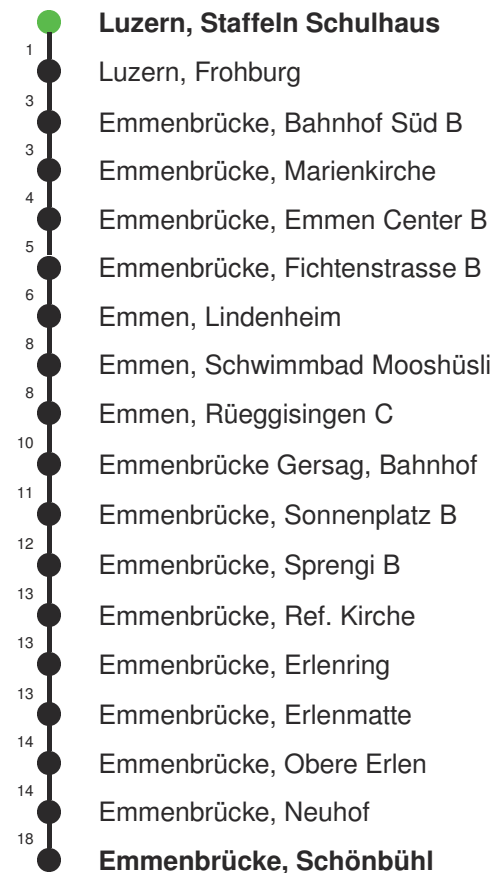 Luzern, Staffeln Schulhaus
1
Luzern, Frohburg
3
Emmenbrücke, Bahnhof Süd B
3
Emmenbrücke, Marienkirche
4
Emmenbrücke, Emmen Center B
5
Emmenbrücke, Fichtenstrasse B
6
Emmen, Lindenheim
8
Emmen, Schwimmbad Mooshüsli
8
Emmen, Rüeggisingen C
10
Emmenbrücke Gersag, Bahnhof
11
Emmenbrücke, Sonnenplatz B
12
Emmenbrücke, Sprengi B
13
Emmenbrücke, Ref. Kirche
13
Emmenbrücke, Erlenring
13
Emmenbrücke, Erlenmatte
14
Emmenbrücke, Obere Erlen
14
Emmenbrücke, Neuhof
18
Emmenbrücke, Schönbühl